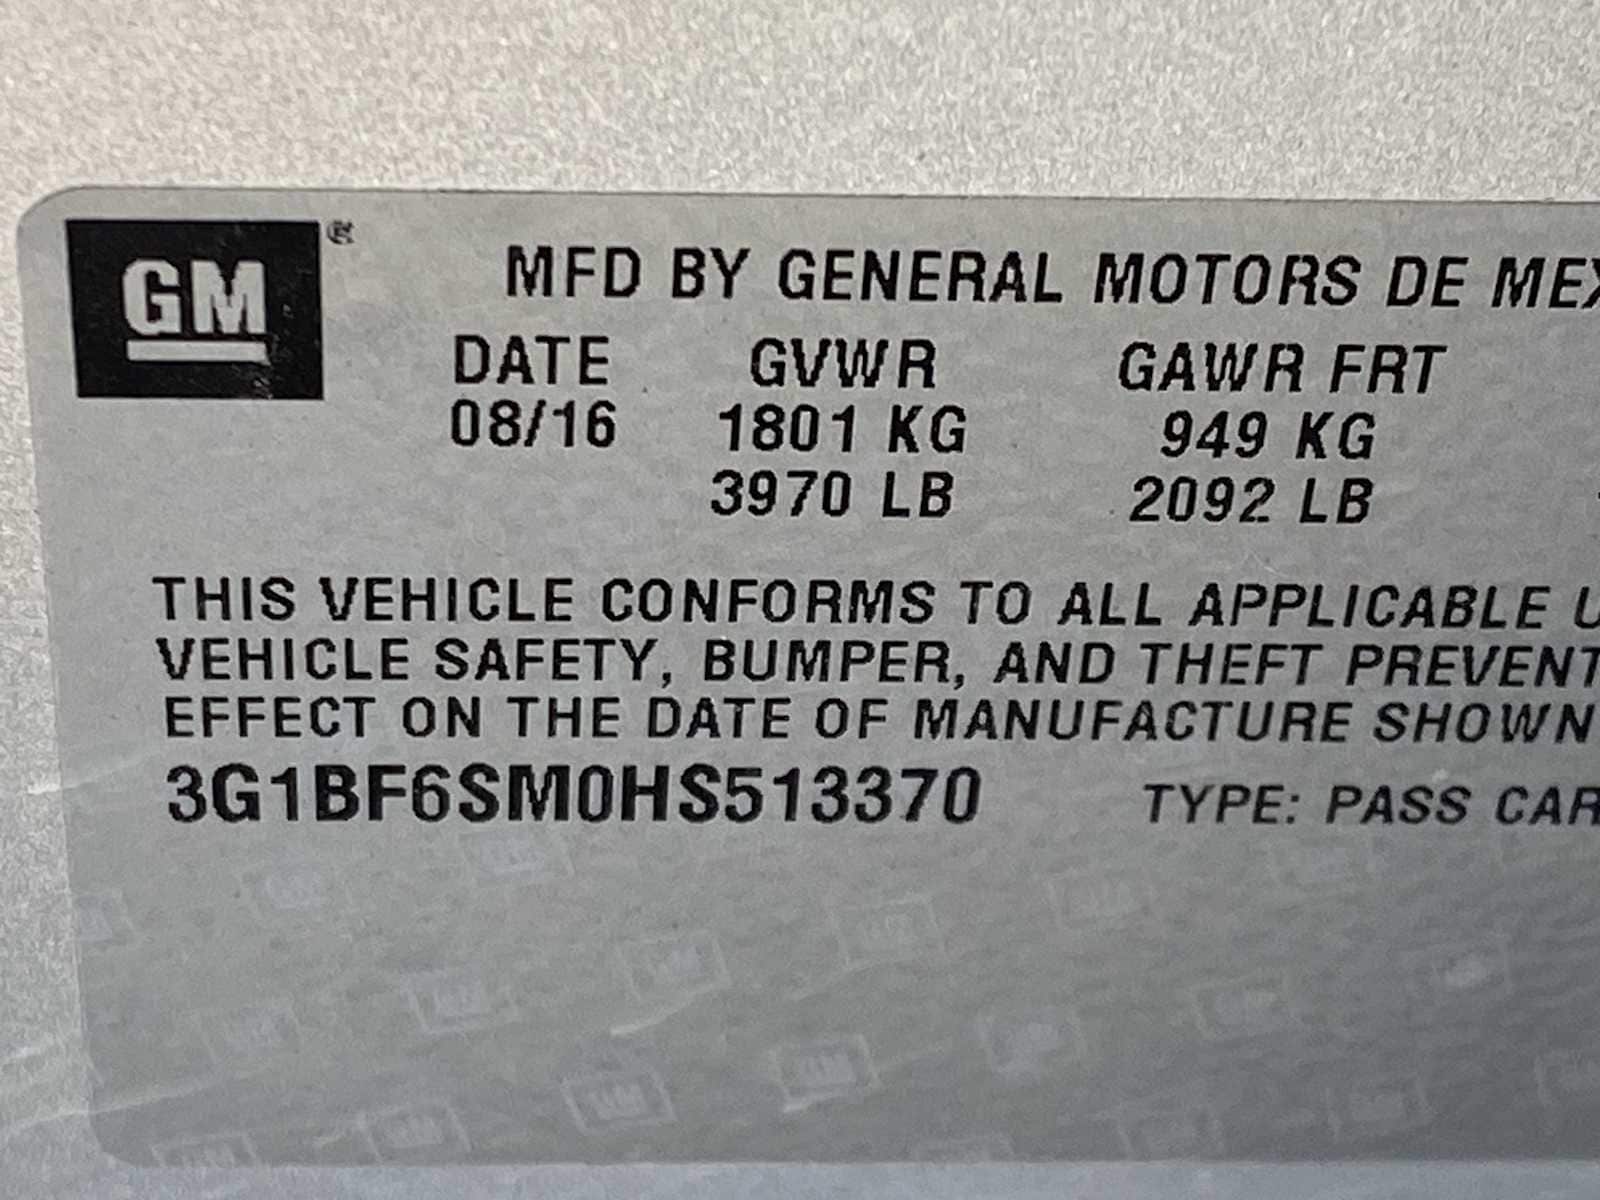 GM®
MFD BY GENERAL MOTORS DE MEX
DATE GVWR GAWR FRT
08/16 1801 KG 949 KG
3970 LB 2092 LB
THIS VEHICLE CONFORMS TO ALL APPLICABLE U
VEHICLE SAFETY, BUMPER, AND THEFT PREVENT
EFFECT ON THE DATE OF MANUFACTURE SHOWN
3G1BF6SM0HS513370 TYPE: PASS CAR